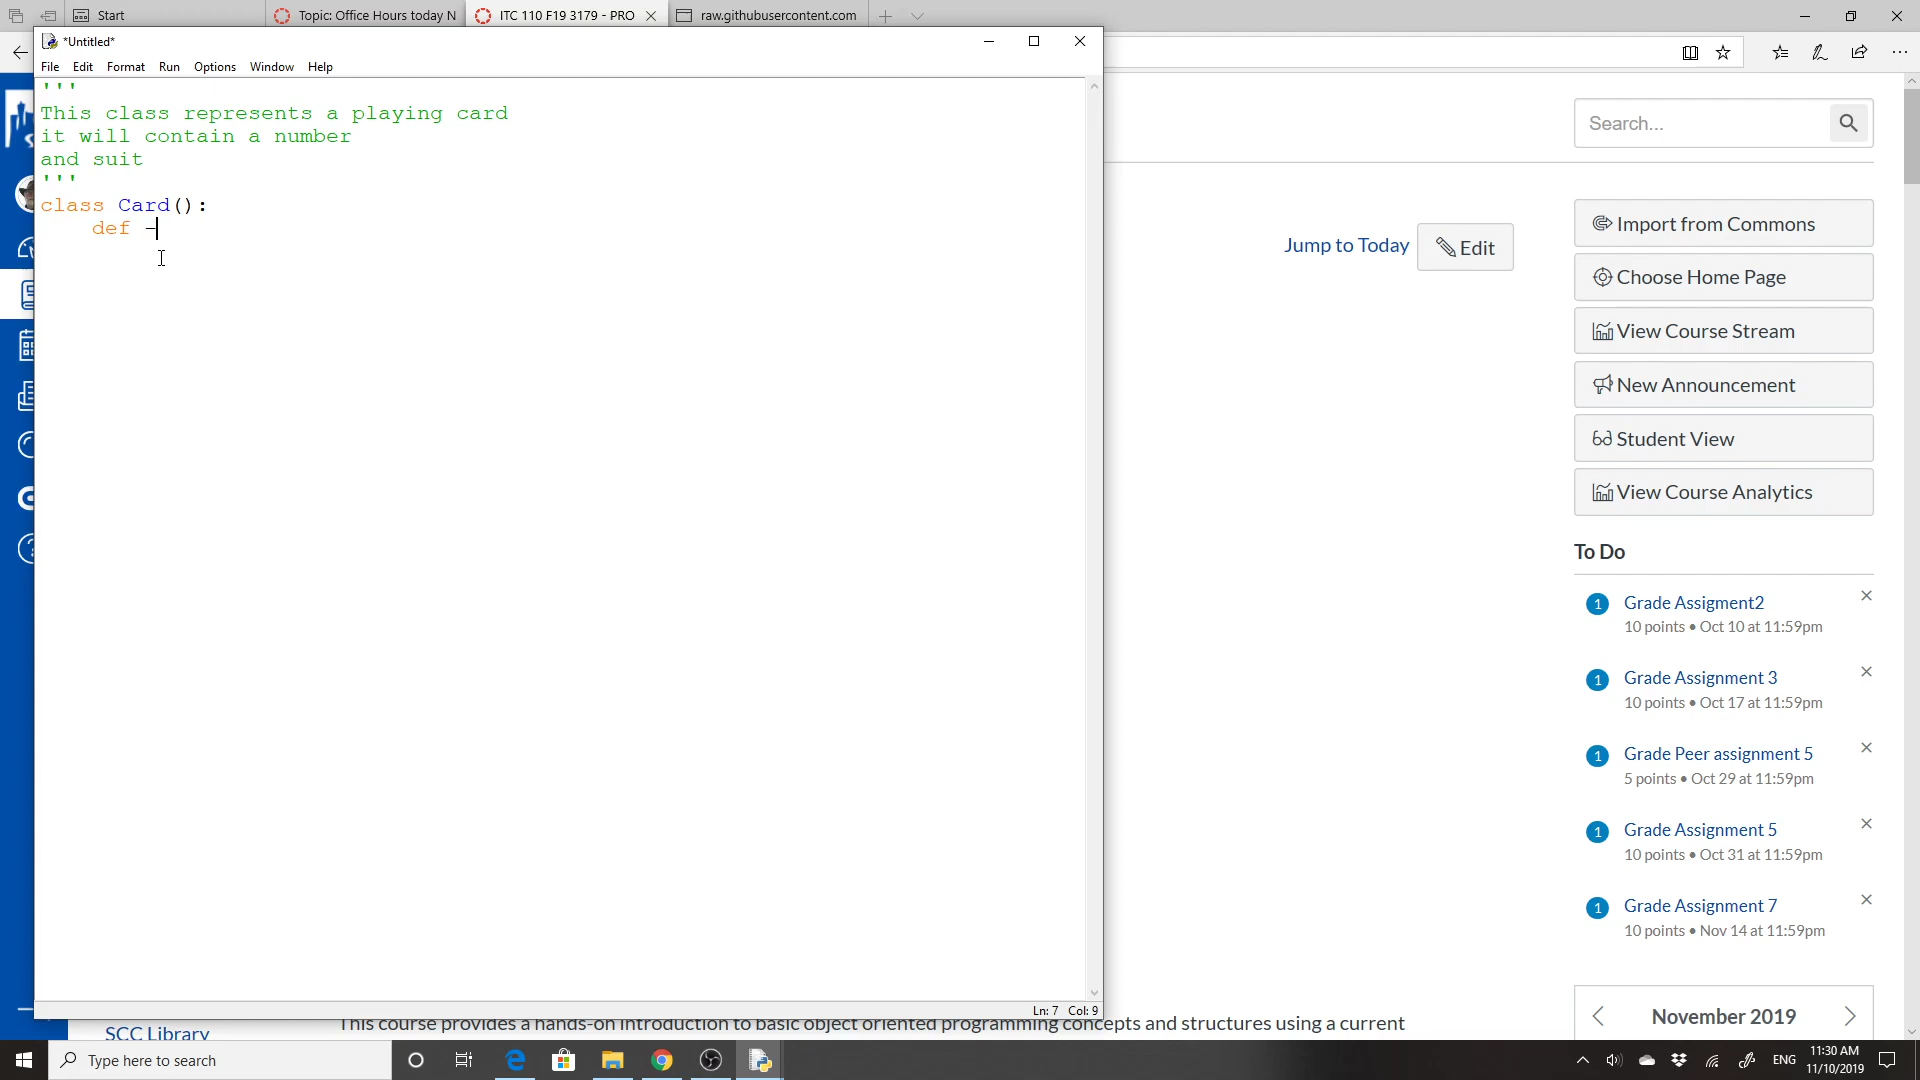 Start
Topic: Office Hours today N
ITC 110 F19 3179 - PRO
raw.githubusercontent.com
*Untitled*
File Edit Format Run Options Window Help
'''
This class represents a playing card
it will contain a number
and suit
'''
class Card():
def -
Ln: 7 Col: 9
Search...
Jump to Today
Edit
Import from Commons
Choose Home Page
View Course Stream
New Announcement
Student View
View Course Analytics
To Do
1 Grade Assigment2
10 points • Oct 10 at 11:59pm
1 Grade Assignment 3
10 points • Oct 17 at 11:59pm
1 Grade Peer assignment 5
5 points • Oct 29 at 11:59pm
1 Grade Assignment 5
10 points • Oct 31 at 11:59pm
1 Grade Assignment 7
10 points • Nov 14 at 11:59pm
November 2019
SCC Library
This course provides a hands-on introduction to basic object oriented programming concepts and structures using a current
Type here to search
ENG
11:30 AM
11/10/2019